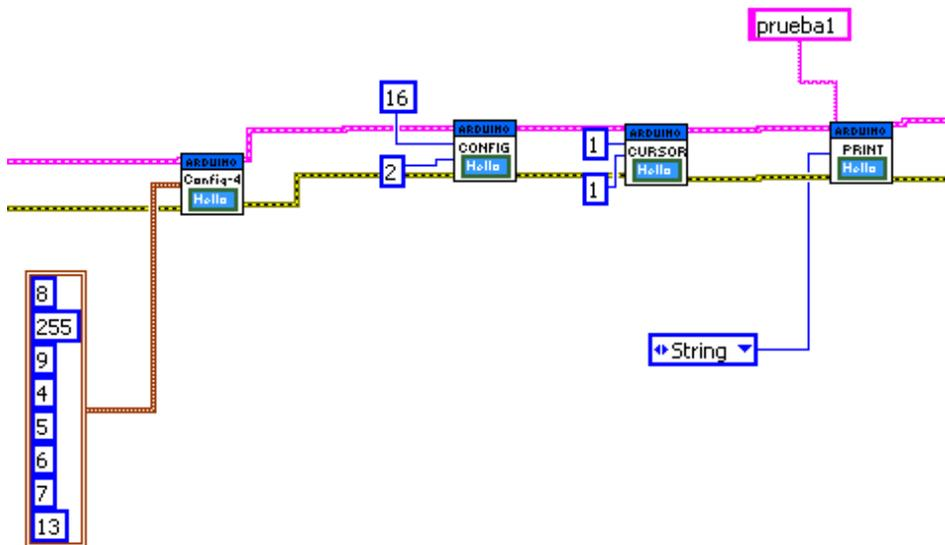 prueba1
16
ARDUINO
CONFIG
Hello
2
ARDUINO
CURSOR
Hello
1
1
ARDUINO
PRINT
Hello
ARDUINO
Config-4
Hello
String
8
255
9
4
5
6
7
13